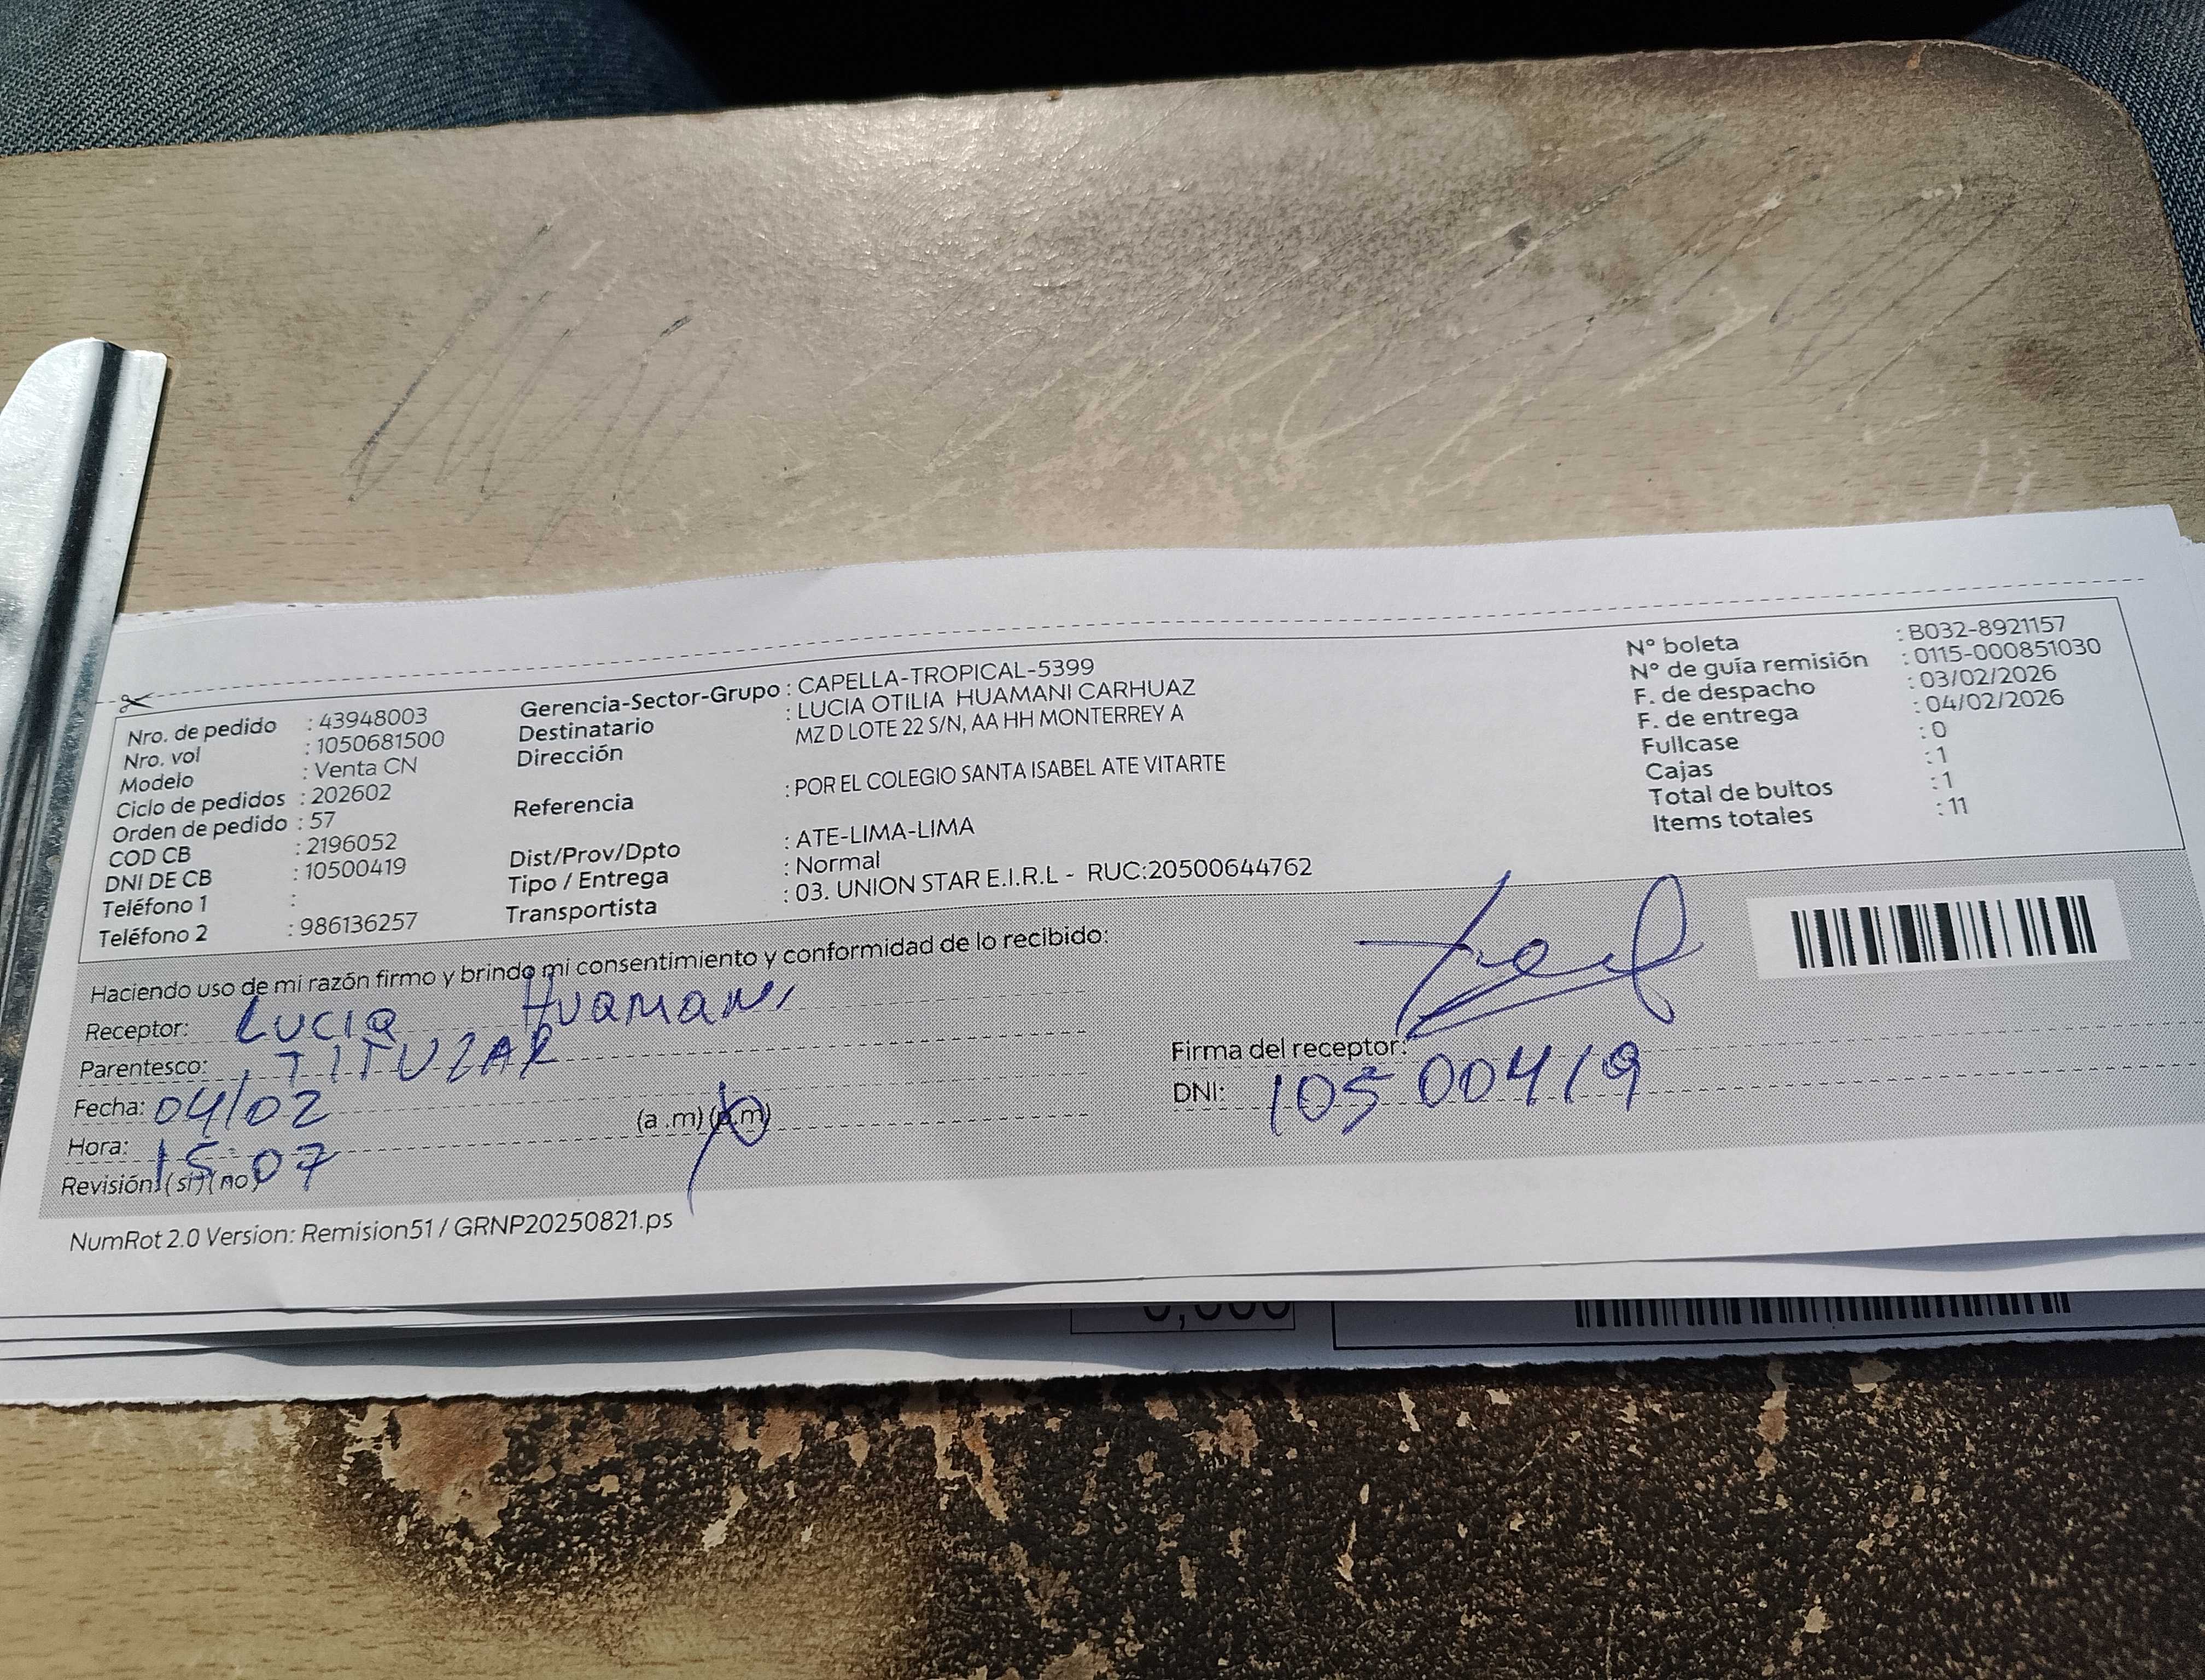 Nro. de pedido : 43948003
Nro. vol : 1050681500
Modelo : Venta CN
Ciclo de pedidos : 202602
Orden de pedido : 57
COD CB : 2196052
DNI DE CB : 10500419
Teléfono 1 :
Teléfono 2 : 986136257
Gerencia-Sector-Grupo : CAPELLA-TROPICAL-5399
Destinatario : LUCIA OTILIA HUAMANI CARHUAZ
Dirección MZ D LOTE 22 S/N, AA HH MONTERREY A
Referencia : POR EL COLEGIO SANTA ISABEL ATE VITARTE
Dist/Prov/Dpto : ATE-LIMA-LIMA
Tipo / Entrega : Normal
Transportista : 03. UNION STAR E.I.R.L - RUC:20500644762
N° boleta : B032-8921157
N° de guía remisión : 0115-000851030
F. de despacho : 03/02/2026
F. de entrega : 04/02/2026
Fullcase : 0
Cajas : 1
Total de bultos : 1
Items totales : 11
Haciendo uso de mi razón firmo y brindo mi consentimiento y conformidad de lo recibido:
Receptor: Lucia Huamani
Parentesco: TITULAR
Fecha: 04/02
Hora: 15:07 (a .m) (p.m)
Revisión: (si) (no)
Firma del receptor:
DNI: 10500419
NumRot 2.0 Version: Remision51 / GRNP20250821.ps